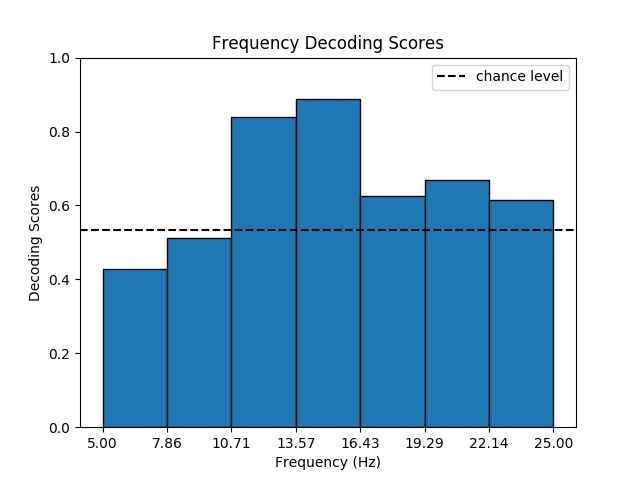 Frequency Decoding Scores
chance level
1.0
0.8
0.6
0.4
0.2
0.0
Decoding Scores
5.00 7.86 10.71 13.57 16.43 19.29 22.14 25.00
Frequency (Hz)